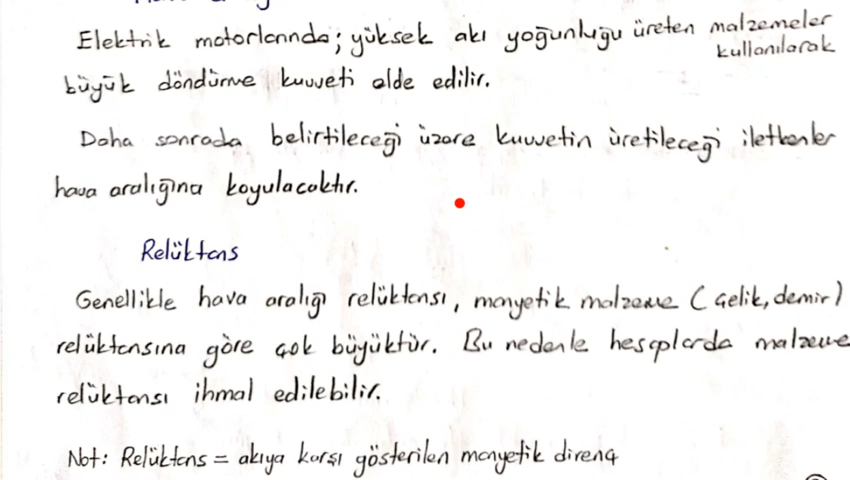 Elektrik motorlarında; yüksek akı yoğunluğu üreten malzemeler
kullanılarak
büyük döndürme kuvveti elde edilir.
Daha sonrada belirtileceği üzere kuvvetin üretileceği iletkenler
hava aralığına koyulacaktır.
Relüktans
Genellikle hava aralığı relüktansı, manyetik malzeme (çelik, demir)
relüktansına göre çok büyüktür. Bu nedenle hesaplarda malzeme
relüktansı ihmal edilebilir.
Not: Relüktans = akıya karşı gösterilen manyetik direnç